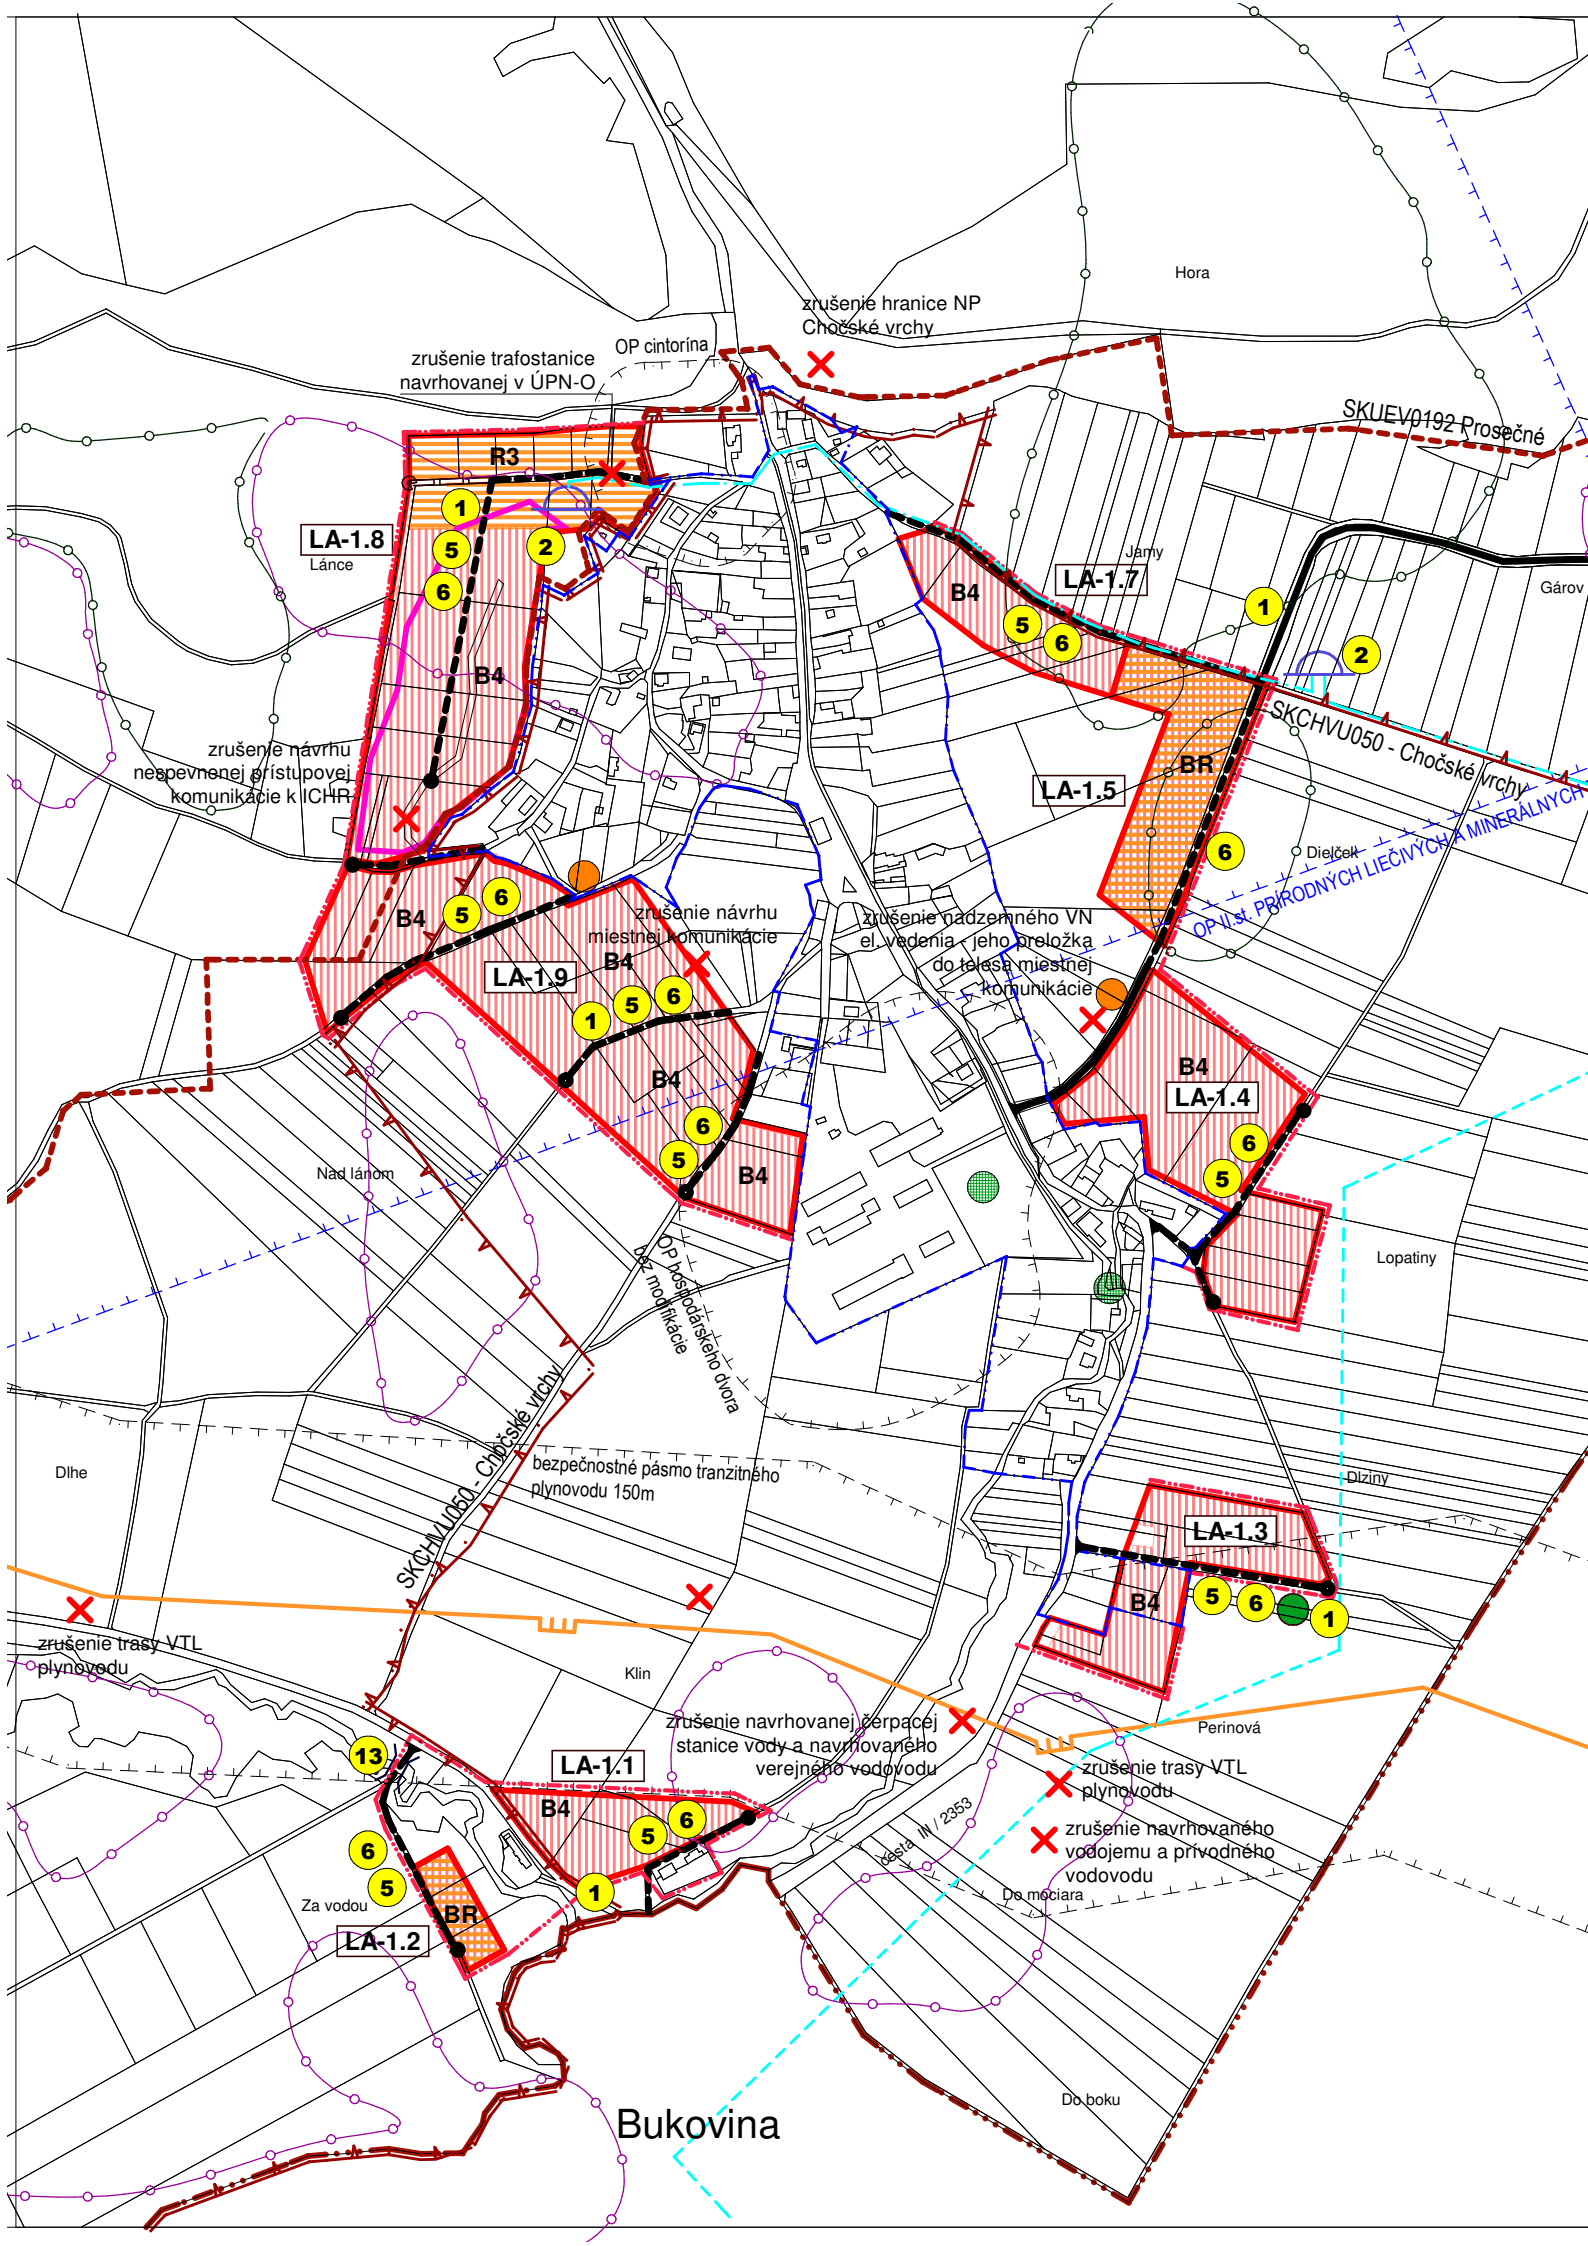 Hora
zrušenie hranice NP
Chočské vrchy
OP cintorína
zrušenie trafostanice
navrhovanej v ÚPN-O
SKUEV0192 Prosečné
R3
1
LA-1.8
5
2
Lánce
6
B4
Jamy
LA-1.7
B4
1
Gárov
5
6
2
SKCHVU050 - Chočské vrchy
zrušenie návrhu
nespevnenej prístupovej
komunikácie k ICHR
BR
LA-1.5
OP II.st. PRÍRODNÝCH LIEČIVÝCH A MINERÁLNYCH
6
Dielček
B4
5
6
zrušenie návrhu
miestnej komunikácie
B4
LA-1.9
zrušenie nadzemného VN
el. vedenia - jeho preložka
do telesa miestnej
komunikácie
1
5
6
B4
B4
LA-1.4
6
5
B4
6
5
Nad lánom
Lopatiny
OP hospodárskeho dvora
bez modifikácie
SKCHVU050 - Chočské vrchy
Dlhe
bezpečnostné pásmo tranzitného
plynovodu 150m
Dlziny
LA-1.3
B4
5
6
1
zrušenie trasy VTL
plynovodu
Klin
zrušenie navrhovanej čerpacej
stanice vody a navrhovaného
verejného vodovodu
Perinová
13
LA-1.1
B4
5
6
zrušenie trasy VTL
plynovodu
cesta III / 2353
zrušenie navrhovaného
vodojemu a prívodného
vodovodu
6
5
1
Do mociara
Za vodou
BR
LA-1.2
Do boku
Bukovina